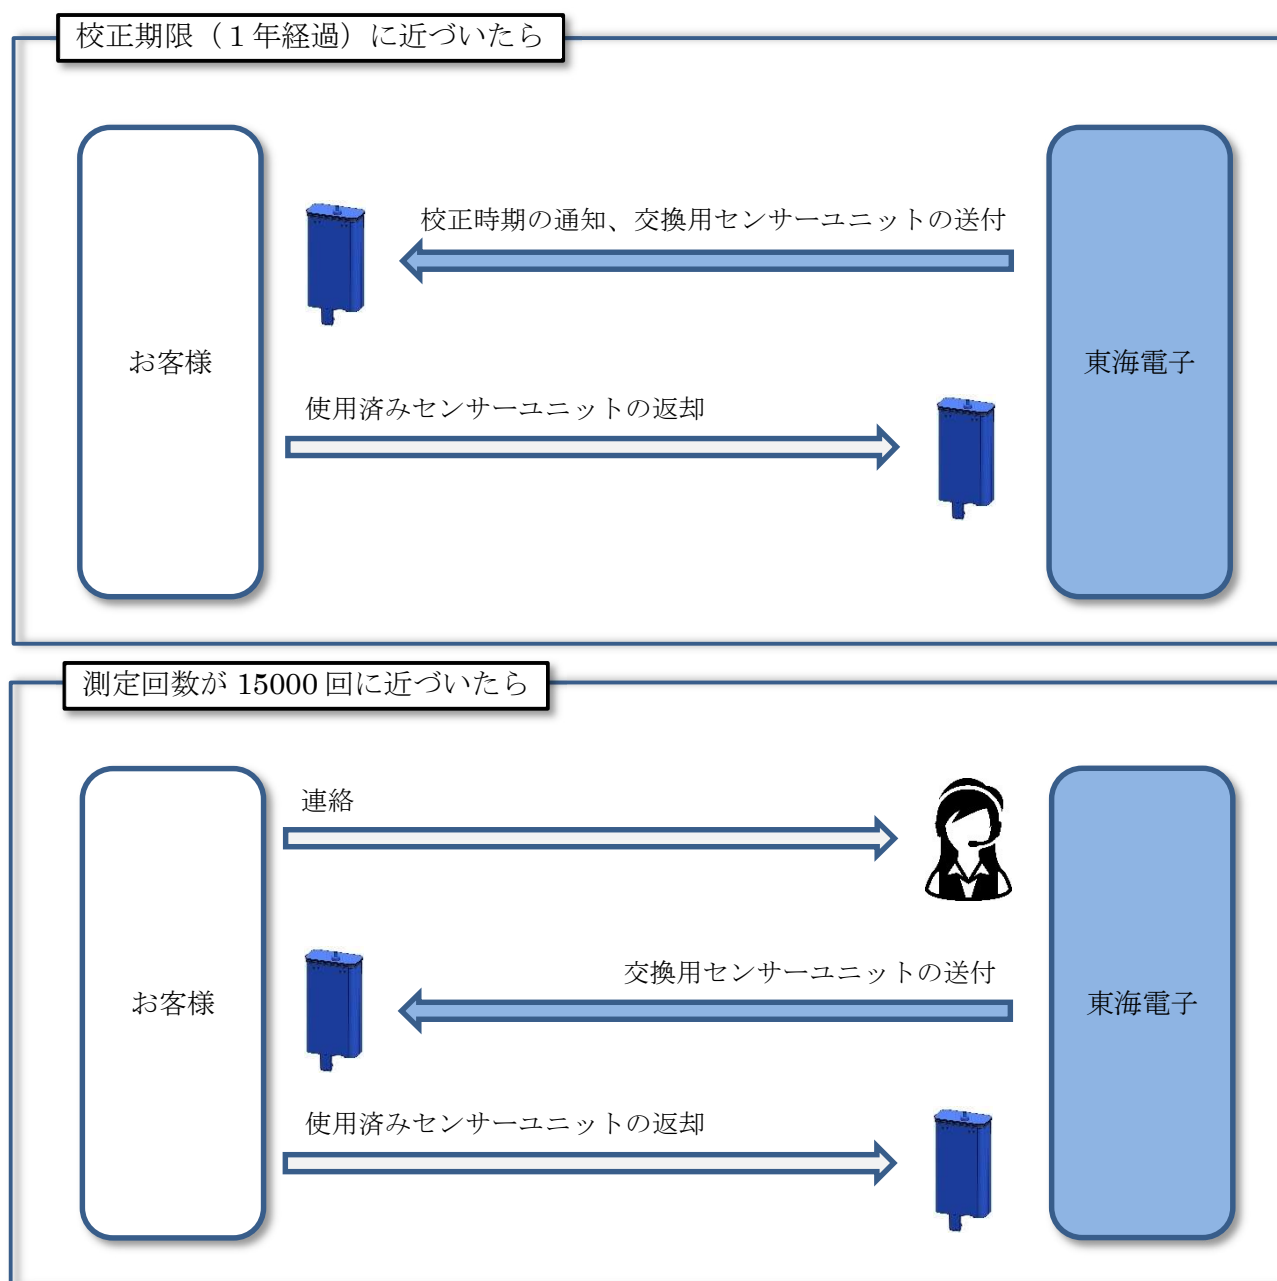 校正期限（１年経過）に近づいたら
校正時期の通知、交換用センサーユニットの送付
お客様
東海電子
使用済みセンサーユニットの返却
測定回数が 15000 回に近づいたら
連絡
交換用センサーユニットの送付
お客様
東海電子
使用済みセンサーユニットの返却